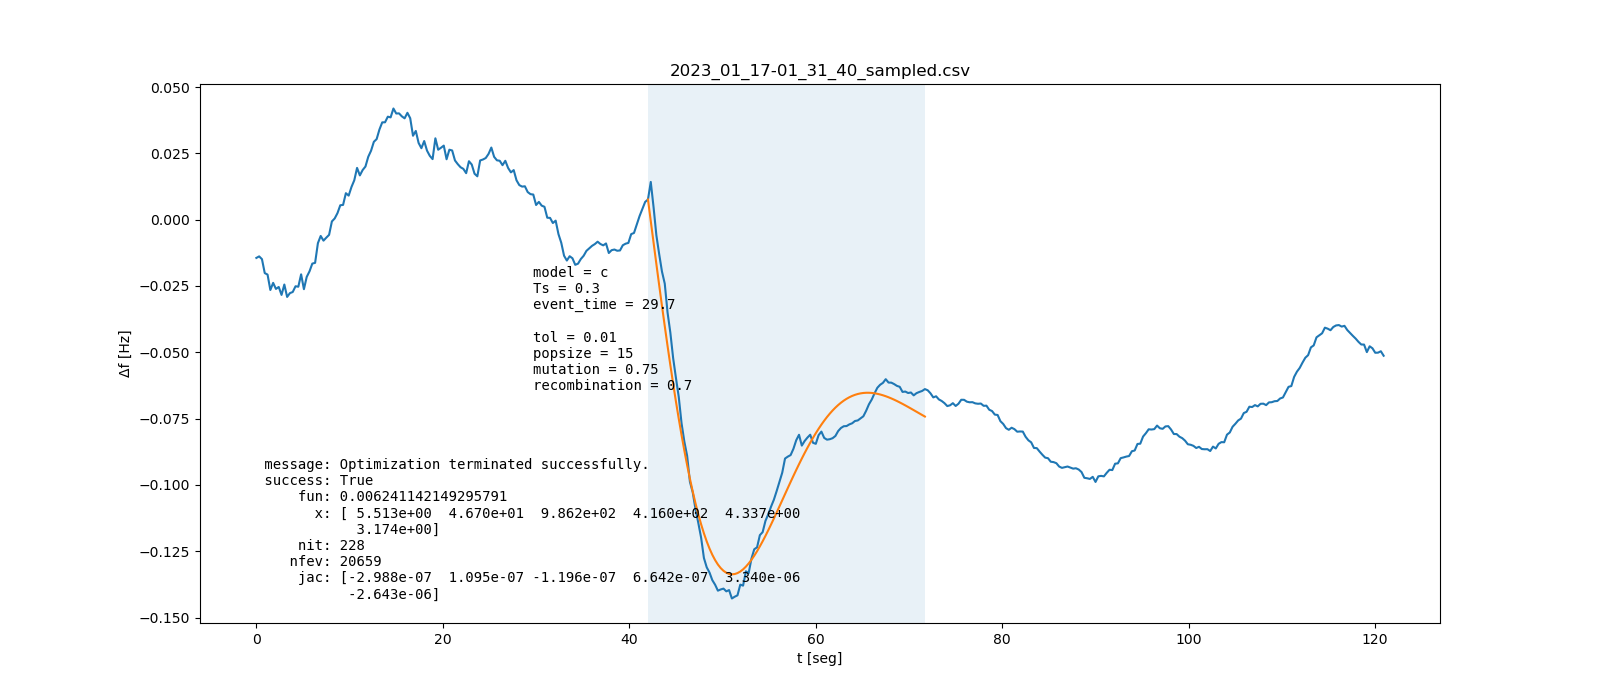 2023_01_17-01_31_40_sampled.csv
0.050
0.025
0.000
−0.025
−0.050
−0.075
−0.100
−0.125
−0.150
Δf [Hz]
model = c
Ts = 0.3
event_time = 29.7
tol = 0.01
popsize = 15
mutation = 0.75
recombination = 0.7
message: Optimization terminated successfully.
success: True
fun: 0.006241142149295791
x: [ 5.513e+00 4.670e+01 9.862e+02 4.160e+02 4.337e+00
3.174e+00]
nit: 228
nfev: 20659
jac: [-2.988e-07 1.095e-07 -1.196e-07 6.642e-07 3.340e-06
-2.643e-06]
0 20 40 60 80 100 120
t [seg]